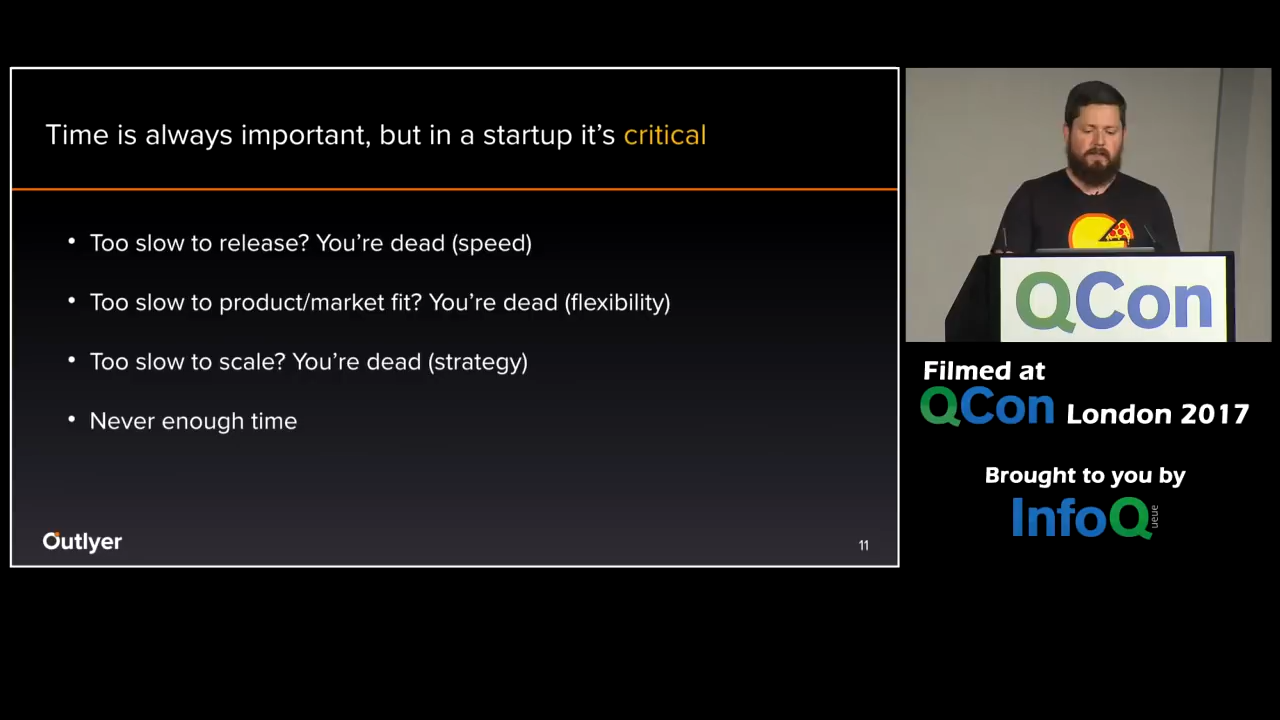 Time is always important, but in a startup it's critical
• Too slow to release? You're dead (speed)
• Too slow to product/market fit? You're dead (flexibility)
• Too slow to scale? You're dead (strategy)
• Never enough time
Outlyer
11
QCon
Filmed at
QCon London 2017
Brought to you by
InfoQ
ueue